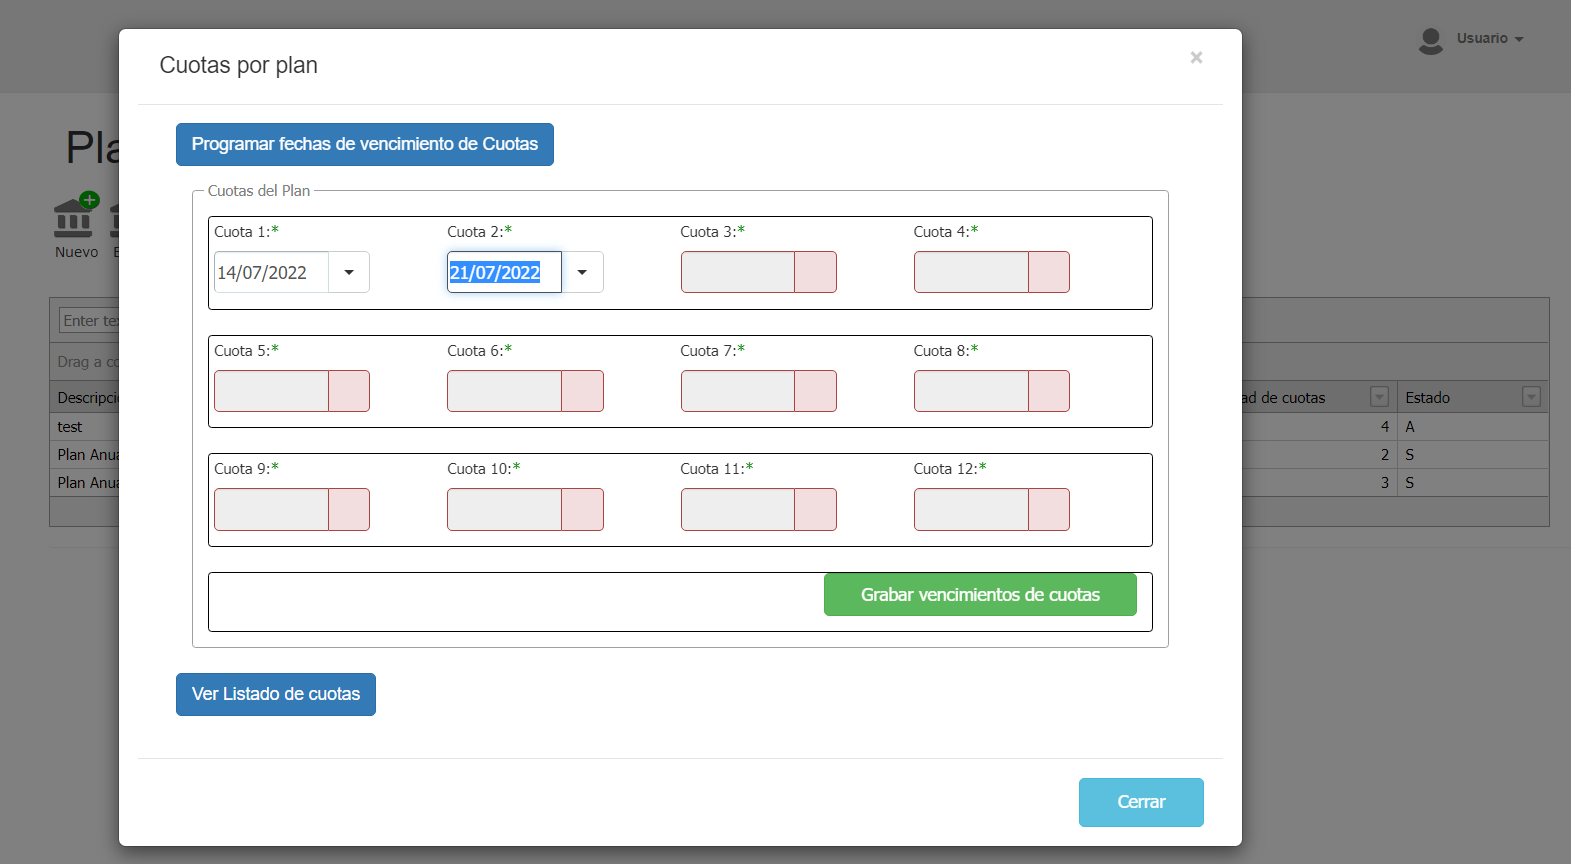 Usuario
Cuotas por plan
×
Pla
Programar fechas de vencimiento de Cuotas
Cuotas del Plan
Nuevo
Cuota 1:* Cuota 2:* Cuota 3:* Cuota 4:*
14/07/2022 21/07/2022
Enter te
Drag a co
Cuota 5:* Cuota 6:* Cuota 7:* Cuota 8:*
Descripci ad de cuotas Estado
test 4 A
Plan Anua 2 S
Plan Anua 3 S
Cuota 9:* Cuota 10:* Cuota 11:* Cuota 12:*
Grabar vencimientos de cuotas
Ver Listado de cuotas
Cerrar